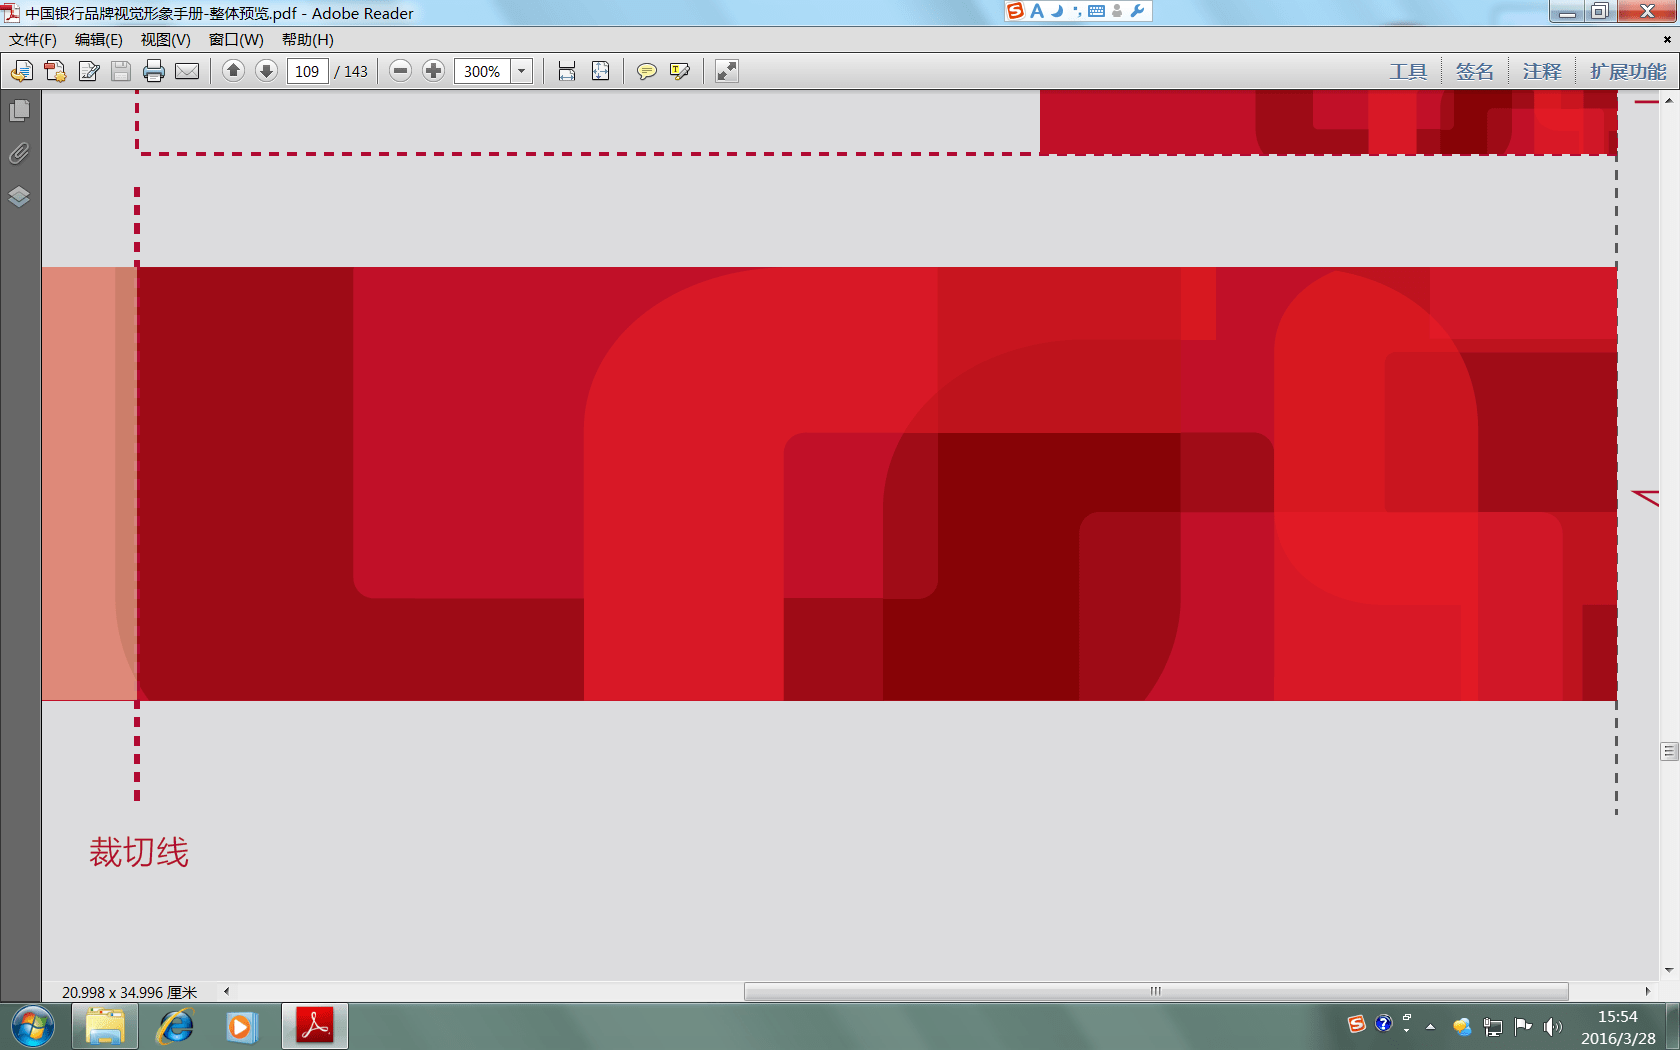 中国银行品牌视觉形象手册-整体预览.pdf - Adobe Reader
文件(F) 编辑(E) 视图(V) 窗口(W) 帮助(H)
109 / 143 300% 工具 签名 注释 扩展功能
裁切线
20.998 x 34.996 厘米
15:54
2016/3/28